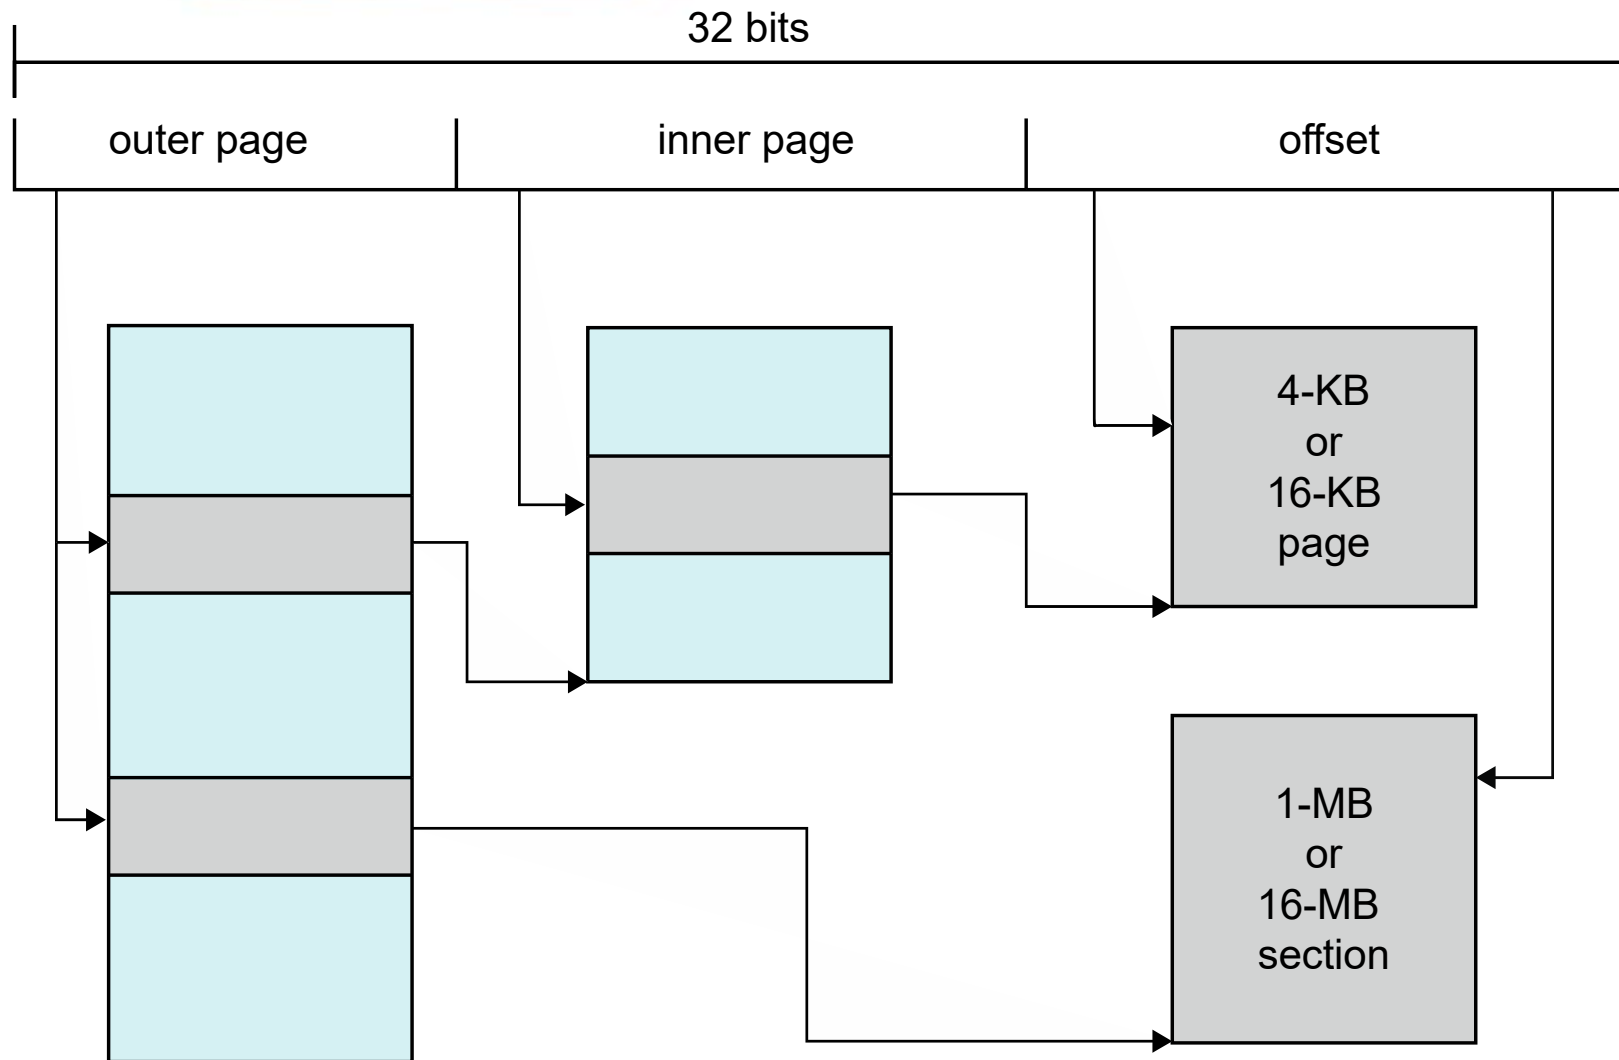 32 bits
outer page
inner page
offset
4-KB
or
16-KB
page
1-MB
or
16-MB
section